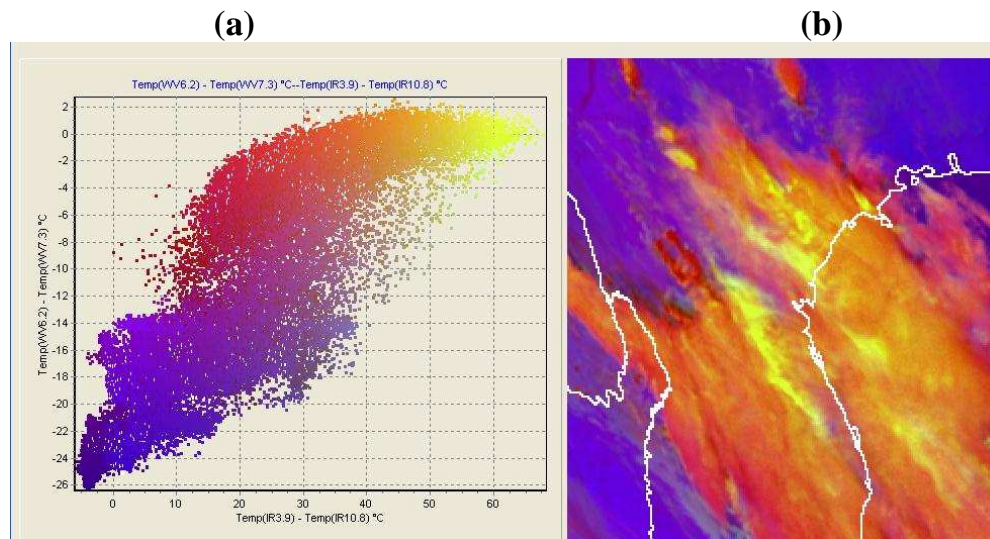 (a)
(b)
Temp(WV6.2) - Temp(WV7.3) °C--Temp(IR3.9) - Temp(IR10.8) °C
Temp(WV6.2) - Temp(WV7.3) °C
2
0
-2
-4
-6
-8
-10
-12
-14
-16
-18
-20
-22
-24
-26
0 10 20 30 40 50 60
Temp(IR3.9) - Temp(IR10.8) °C